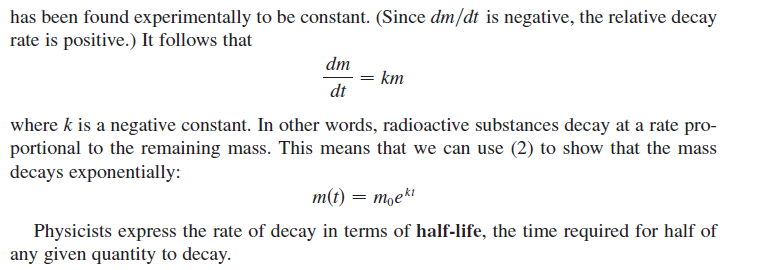 has been found experimentally to be constant. (Since dm/dt is negative, the relative decay
rate is positive.) It follows that
dm/dt = km
where k is a negative constant. In other words, radioactive substances decay at a rate pro-
portional to the remaining mass. This means that we can use (2) to show that the mass
decays exponentially:
m(t) = m₀eᵏᵗ
Physicists express the rate of decay in terms of half-life, the time required for half of
any given quantity to decay.